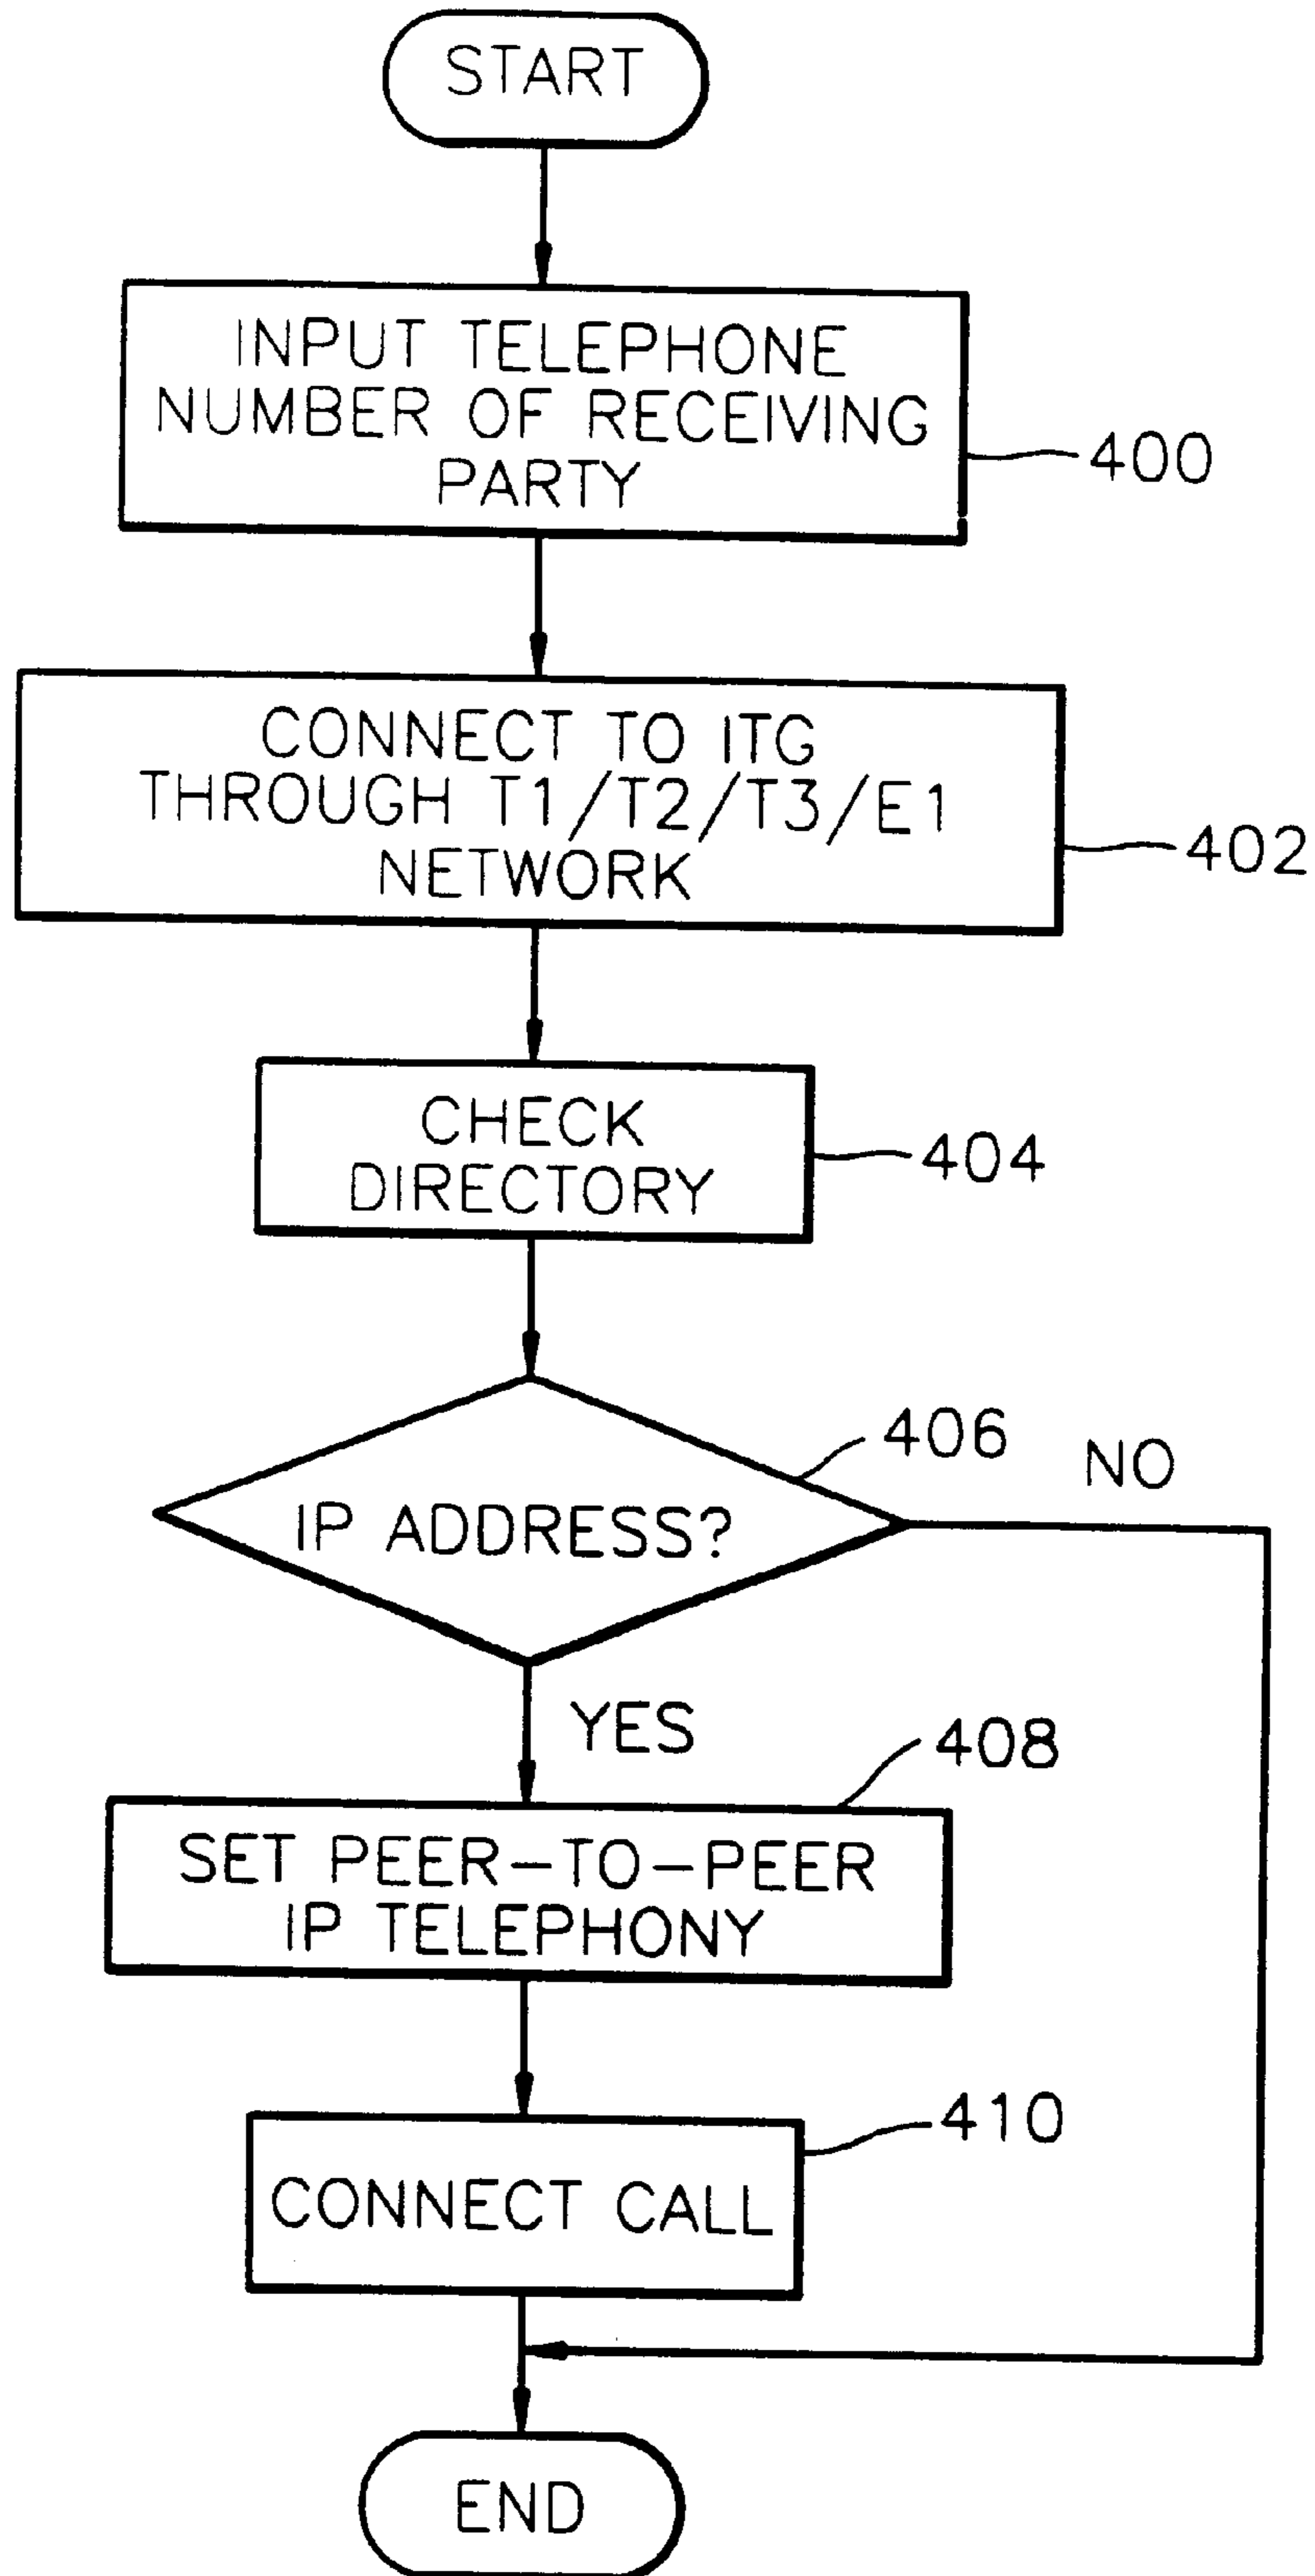 START
INPUT TELEPHONE
NUMBER OF RECEIVING
PARTY
400
CONNECT TO ITG
THROUGH T1/T2/T3/E1
NETWORK
402
CHECK
DIRECTORY
404
406
NO
IP ADDRESS?
YES
408
SET PEER-TO-PEER
IP TELEPHONY
410
CONNECT CALL
END